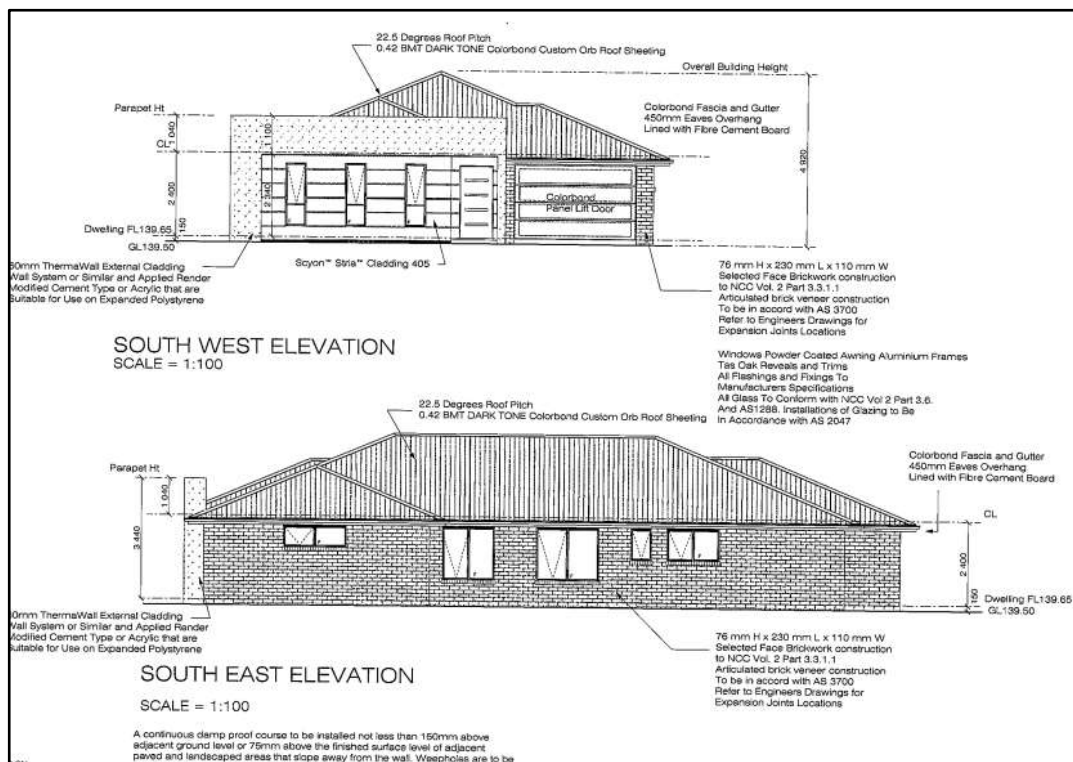 22.5 Degrees Roof Pitch
0.42 BMT DARK TONE Colorbond Custom Orb Roof Sheeting
Overall Building Height
Parapet Ht
Colorbond Fascia and Gutter
450mm Eaves Overhang
Lined with Fibre Cement Board
1 040
1 100
CL
4 920
2 400
2 340
150
Colorbond
Panel Lift Door
Dwelling FL139.65
GL139.50
60mm ThermaWall External Cladding
Wall System or Similar and Applied Render
Modified Cement Type or Acrylic that are
Suitable for Use on Expanded Polystyrene
Scyon™ Stria™ Cladding 405
76 mm H x 230 mm L x 110 mm W
Selected Face Brickwork construction
to NCC Vol. 2 Part 3.3.1.1
Articulated brick veneer construction
To be in accord with AS 3700
Refer to Engineers Drawings for
Expansion Joints Locations
SOUTH WEST ELEVATION
SCALE = 1:100
Windows Powder Coated Awning Aluminium Frames
Tas Oak Reveals and Trims
All Flashings and Fixings To
Manufacturers Specifications
All Glass To Conform with NCC Vol 2 Part 3.6.
And AS1288. Installations of Glazing to Be
In Accordance with AS 2047
22.5 Degrees Roof Pitch
0.42 BMT DARK TONE Colorbond Custom Orb Roof Sheeting
Parapet Ht
Colorbond Fascia and Gutter
450mm Eaves Overhang
Lined with Fibre Cement Board
1 040
CL
3 440
2 400
150
Dwelling FL139.65
GL139.50
0mm ThermaWall External Cladding
Wall System or Similar and Applied Render
Modified Cement Type or Acrylic that are
Suitable for Use on Expanded Polystyrene
76 mm H x 230 mm L x 110 mm W
Selected Face Brickwork construction
to NCC Vol. 2 Part 3.3.1.1
Articulated brick veneer construction
To be in accord with AS 3700
Refer to Engineers Drawings for
Expansion Joints Locations
SOUTH EAST ELEVATION
SCALE = 1:100
A continuous damp proof course to be installed not less than 150mm above
adjacent ground level or 75mm above the finished surface level of adjacent
paved and landscaped areas that slope away from the wall. Weepholes are to be